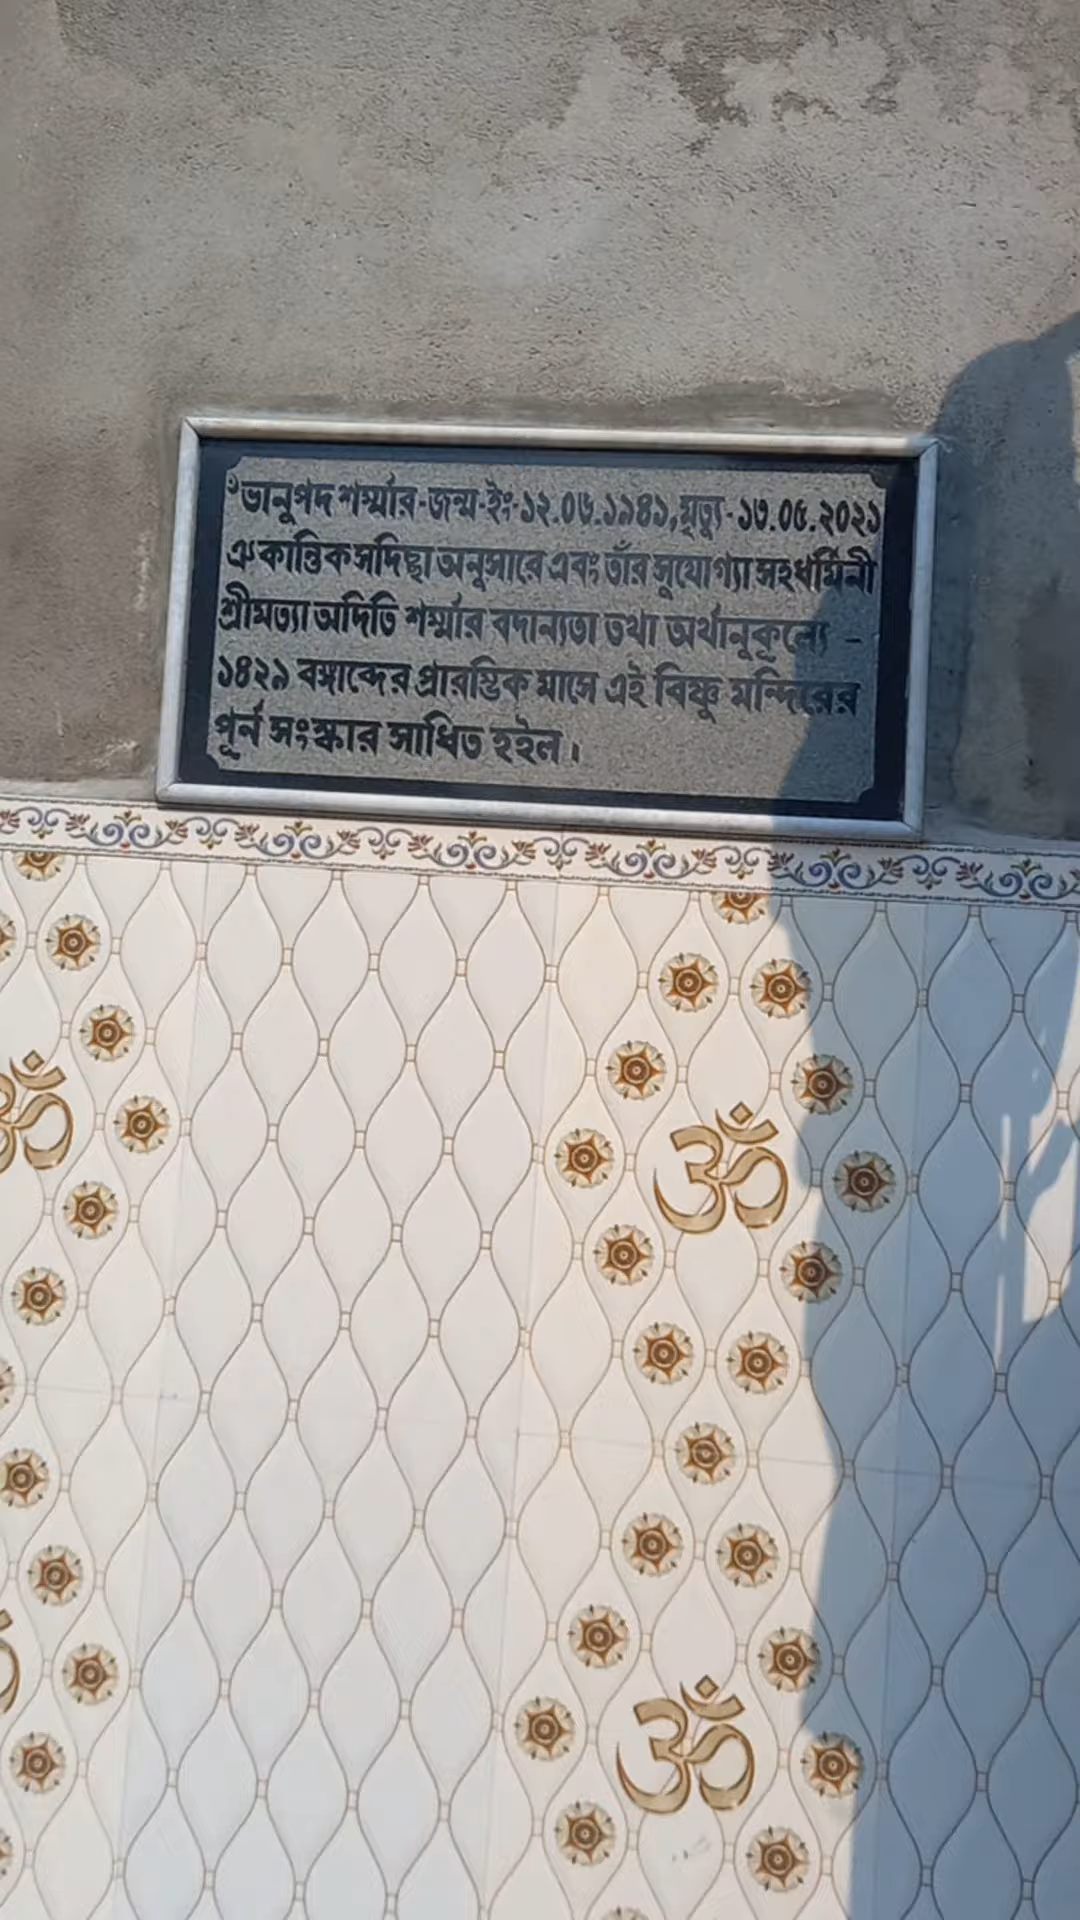 ৺ভানুপদ শর্ম্মার-জন্ম-ইং-১২.০৬.১৯৪১, মৃত্যু-১৩.০৫.২০২১
ঐকান্তিক সদিচ্ছা অনুসারে এবং তাঁর সুযোগ্যা সহধর্মিনী
শ্রীমত্যা অদিতি শর্ম্মার বদান্যতা তথা অর্থানুকূল্যে -
১৪২৯ বঙ্গাব্দের প্রারম্ভিক মাসে এই বিষ্ণু মন্দিরের
পূর্ন সংস্কার সাধিত হইল।
ॐ
ॐ
ॐ